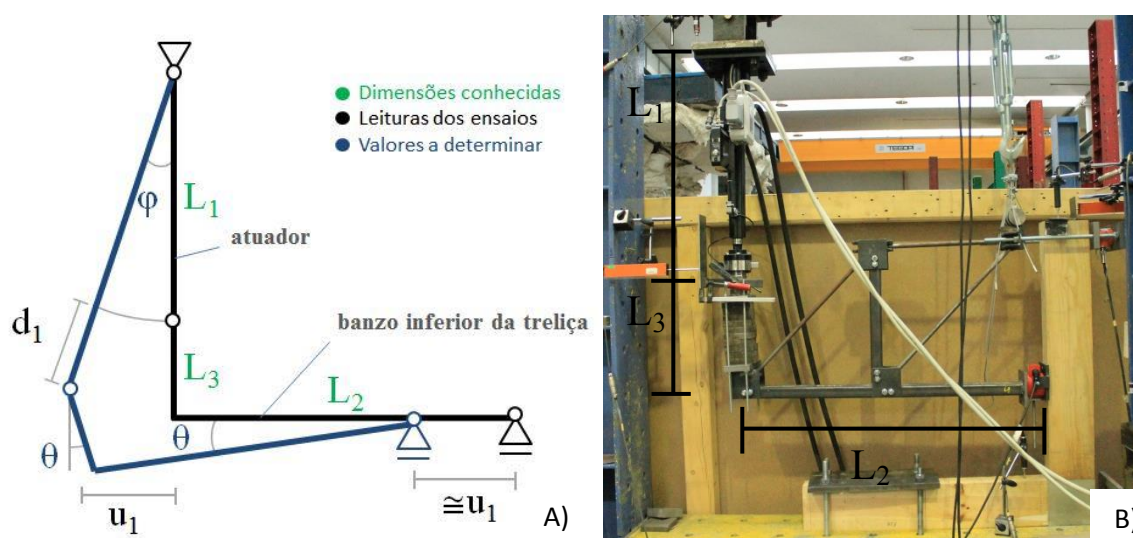 Dimensões conhecidas
Leituras dos ensaios
Valores a determinar
φ
L₁
atuador
d₁
banzo inferior da treliça
L₃
L₂
θ
θ
u₁
≅u₁
A)
L₁
L₃
L₂
B)